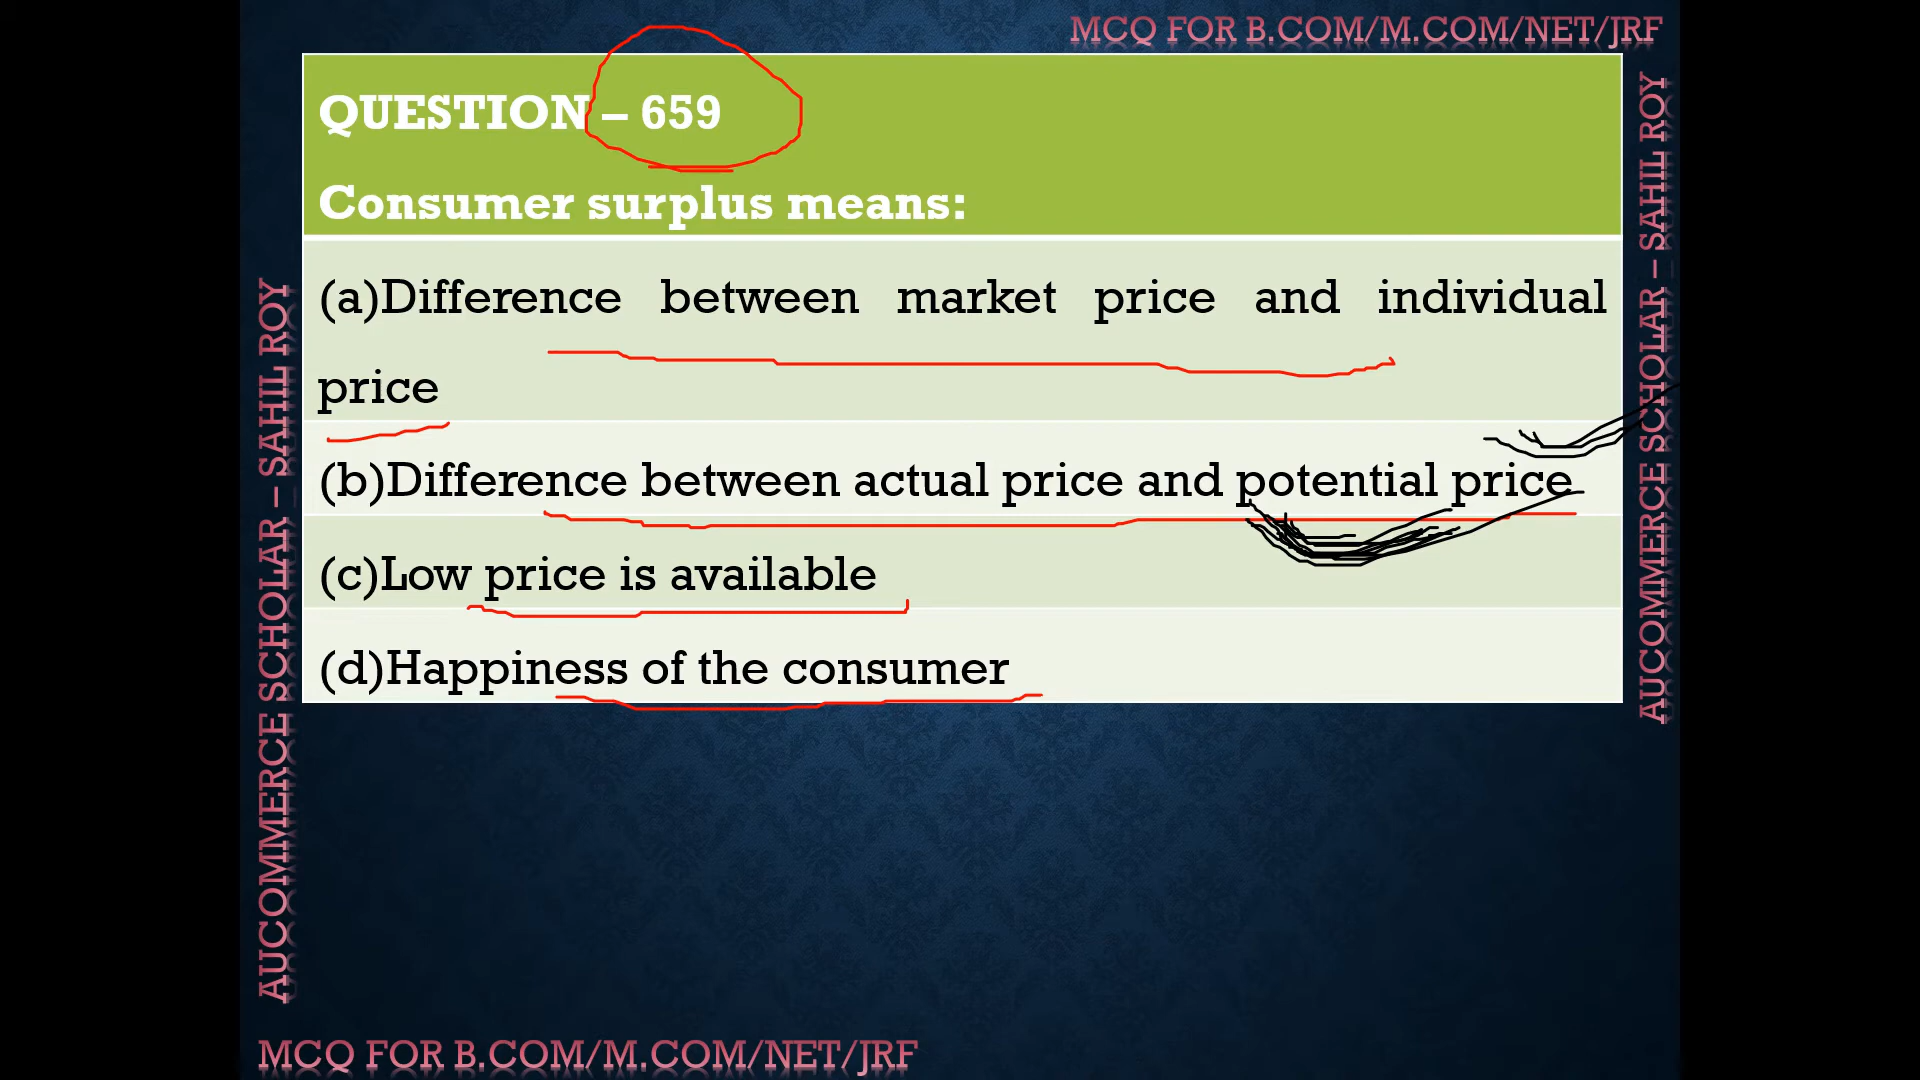 MCQ FOR B.COM/M.COM/NET/JRF
QUESTION – 659
Consumer surplus means:
(a)Difference between market price and individual
price
(b)Difference between actual price and potential price
(c)Low price is available
(d)Happiness of the consumer
AUCOMMERCE SCHOLAR – SAHIL ROY
AUCOMMERCE SCHOLAR – SAHIL ROY
MCQ FOR B.COM/M.COM/NET/JRF